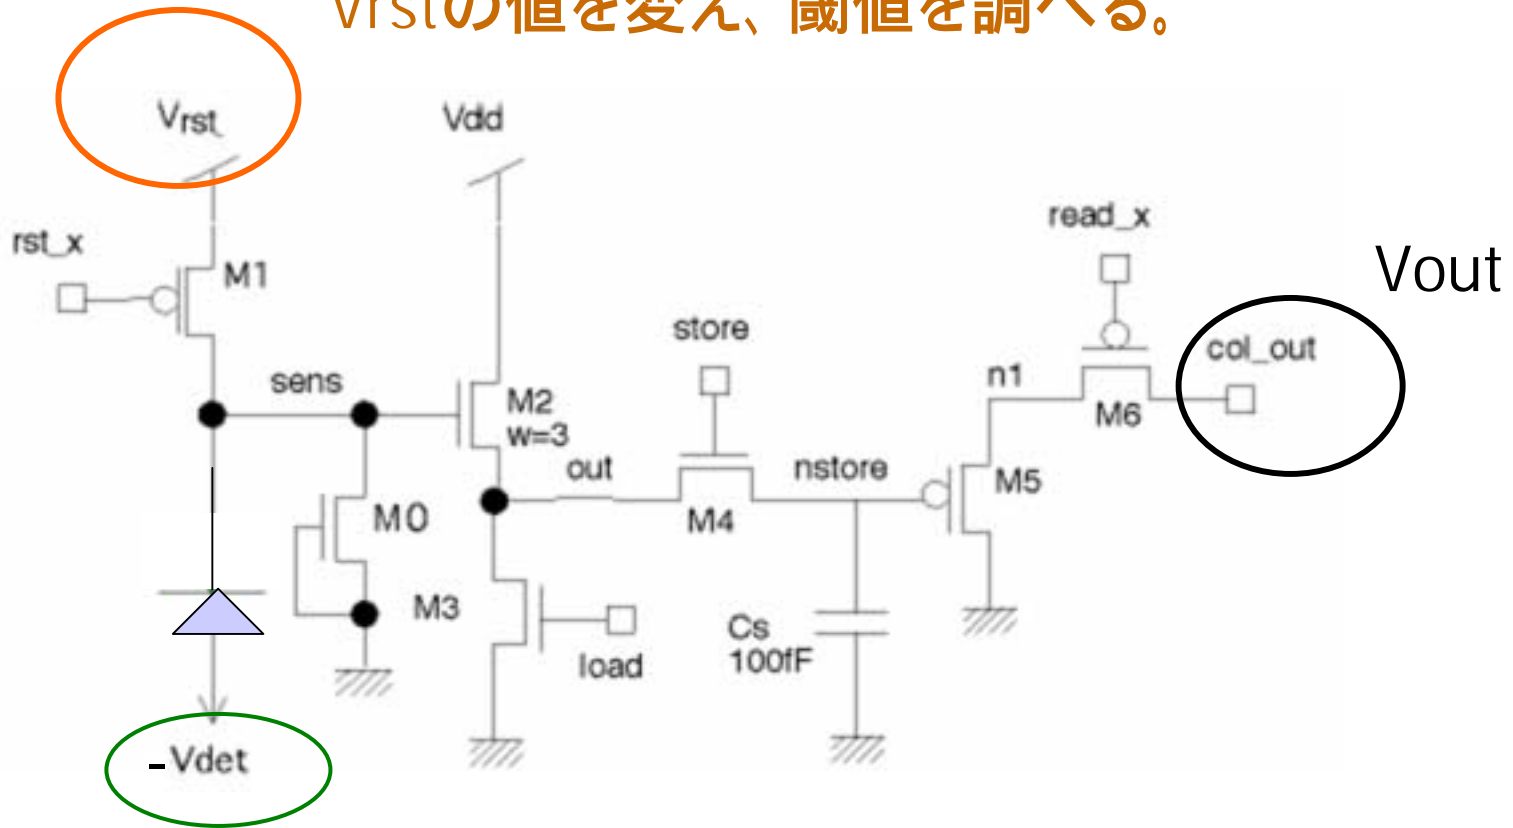 Vrstの値を変え、閾値を調べる。
Vrst
Vdd
rst_x
M1
read_x
Vout
store
col_out
sens
n1
M2
w=3
M6
out
nstore
M5
M0
M4
M3
Cs
100fF
load
-Vdet